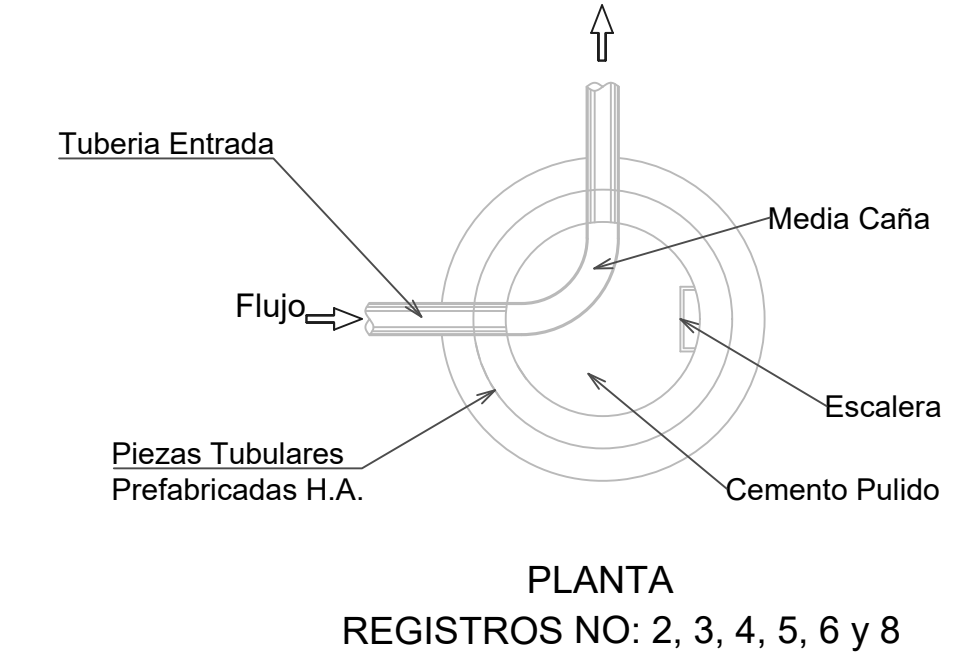 Tuberia Entrada
Media Caña
Flujo
Escalera
Piezas Tubulares
Prefabricadas H.A.
Cemento Pulido
PLANTA
REGISTROS NO: 2, 3, 4, 5, 6 y 8